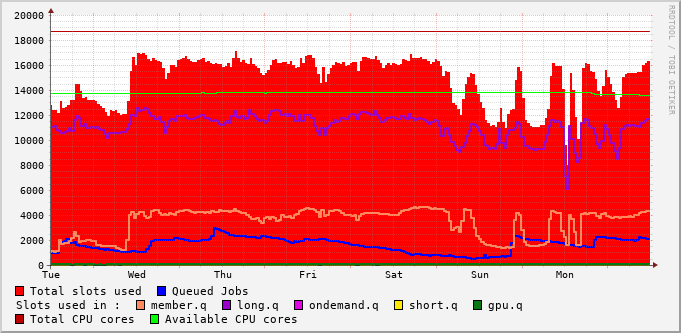 20000
18000
16000
14000
12000
10000
8000
6000
4000
2000
0
Tue Wed Thu Fri Sat Sun Mon
RRDTOOL / TOBI OETIKER
Total slots used Queued Jobs
Slots used in : member.q long.q ondemand.q short.q gpu.q
Total CPU cores Available CPU cores